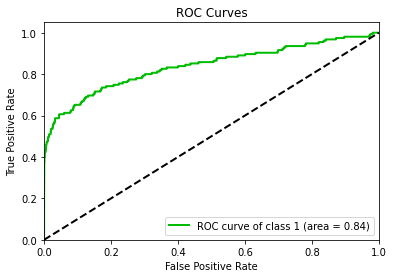 ROC Curves
1.0
0.8
0.6
0.4
0.2
0.0
True Positive Rate
ROC curve of class 1 (area = 0.84)
0.0 0.2 0.4 0.6 0.8 1.0
False Positive Rate